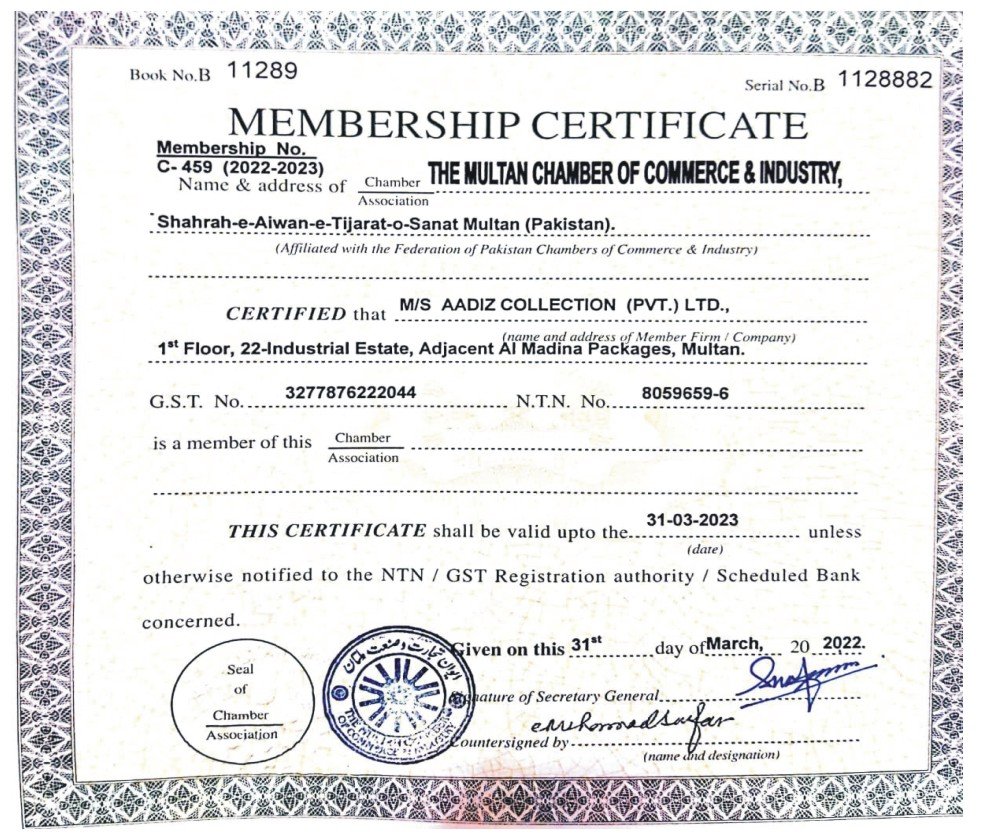 Book No.B 11289
Serial No.B 1128882
MEMBERSHIP CERTIFICATE
Membership No.
C- 459 (2022-2023)
Name & address of Chamber THE MULTAN CHAMBER OF COMMERCE & INDUSTRY,
Association
Shahrah-e-Aiwan-e-Tijarat-o-Sanat Multan (Pakistan).
(Affiliated with the Federation of Pakistan Chambers of Commerce & Industry)
CERTIFIED that M/S AADIZ COLLECTION (PVT.) LTD.,
(name and address of Member Firm / Company)
1st Floor, 22-Industrial Estate, Adjacent Al Madina Packages, Multan.
G.S.T. No. 3277876222044 N.T.N. No. 8059659-6
is a member of this Chamber
Association
THIS CERTIFICATE shall be valid upto the 31-03-2023 unless
(date)
otherwise notified to the NTN / GST Registration authority / Scheduled Bank
concerned.
Given on this 31st day of March, 20 2022.
Seal
of
Chamber
Association
ایوان تجارت و صنعت ملتان
Signature of Secretary General
Countersigned by
(name and designation)